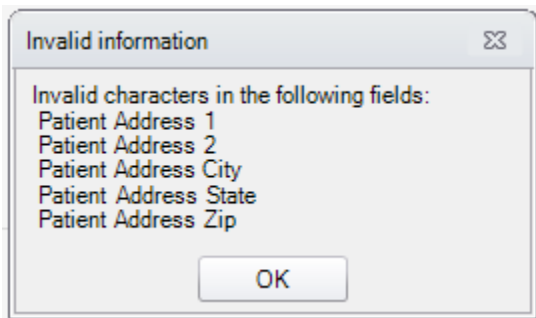 Invalid information
Invalid characters in the following fields:
Patient Address 1
Patient Address 2
Patient Address City
Patient Address State
Patient Address Zip
OK